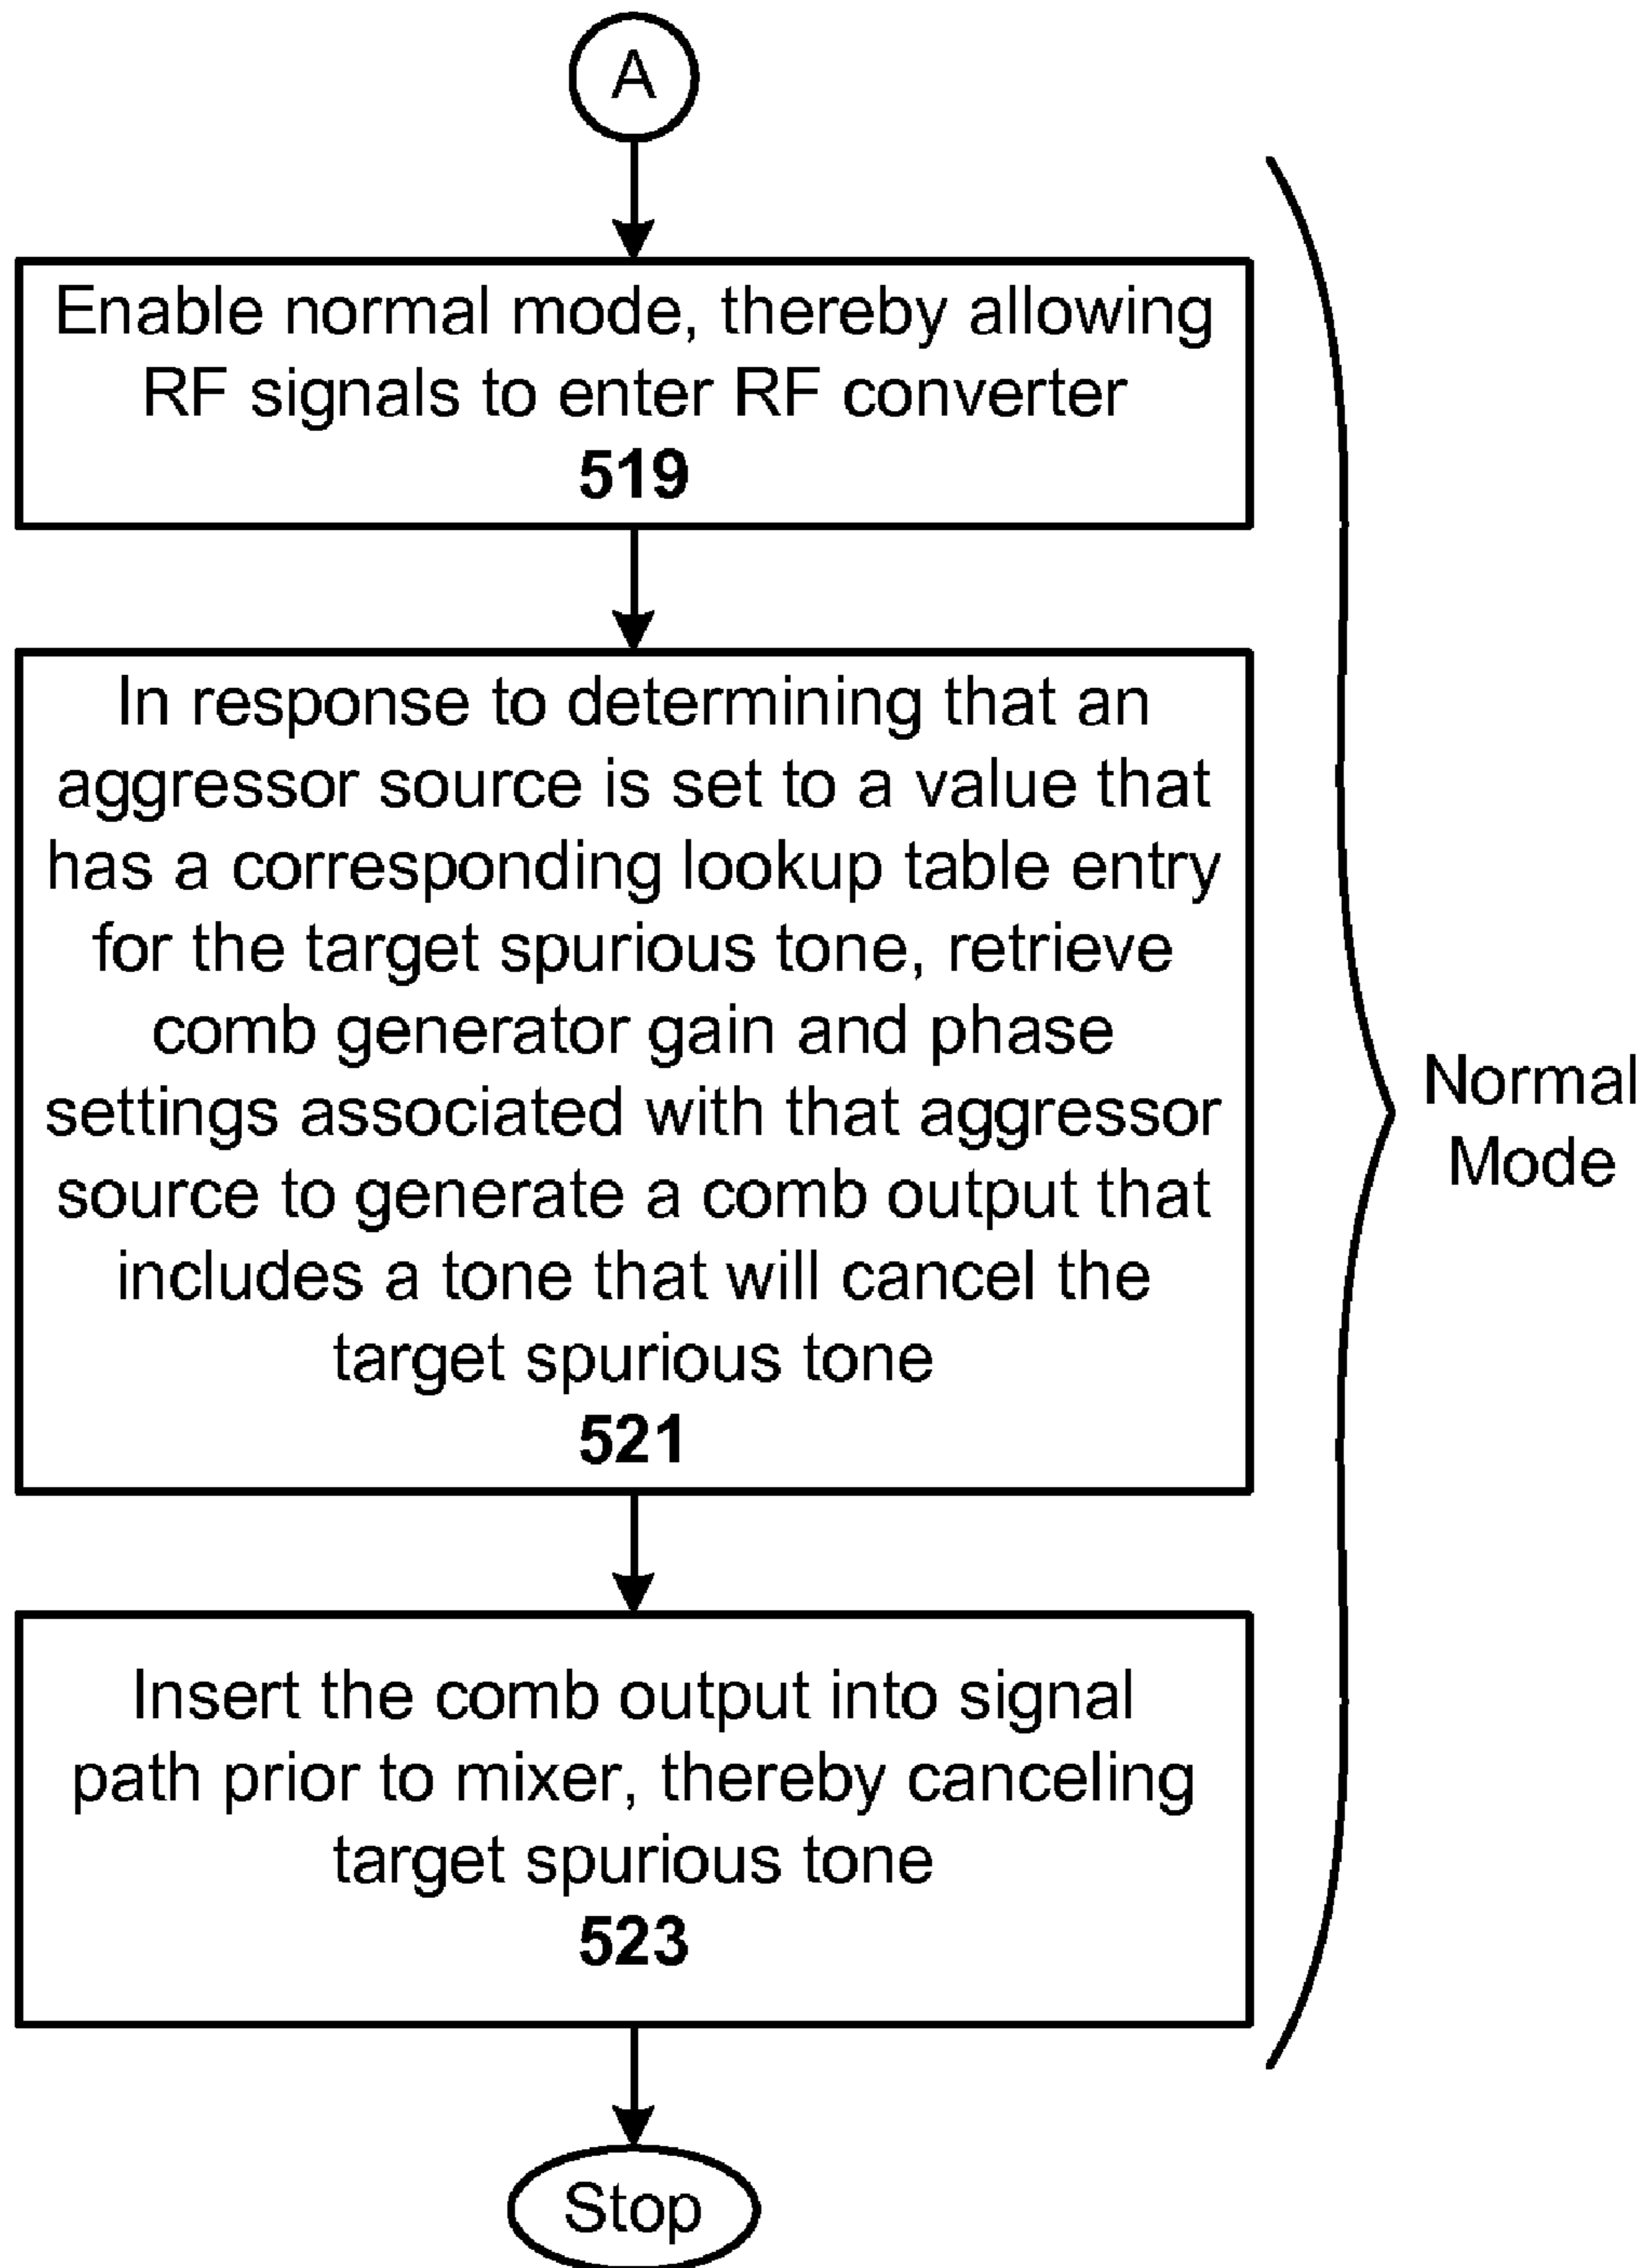 A
Enable normal mode, thereby allowing
RF signals to enter RF converter
519
In response to determining that an
aggressor source is set to a value that
has a corresponding lookup table entry
for the target spurious tone, retrieve
comb generator gain and phase
settings associated with that aggressor
source to generate a comb output that
includes a tone that will cancel the
target spurious tone
521
Normal
Mode
Insert the comb output into signal
path prior to mixer, thereby canceling
target spurious tone
523
Stop